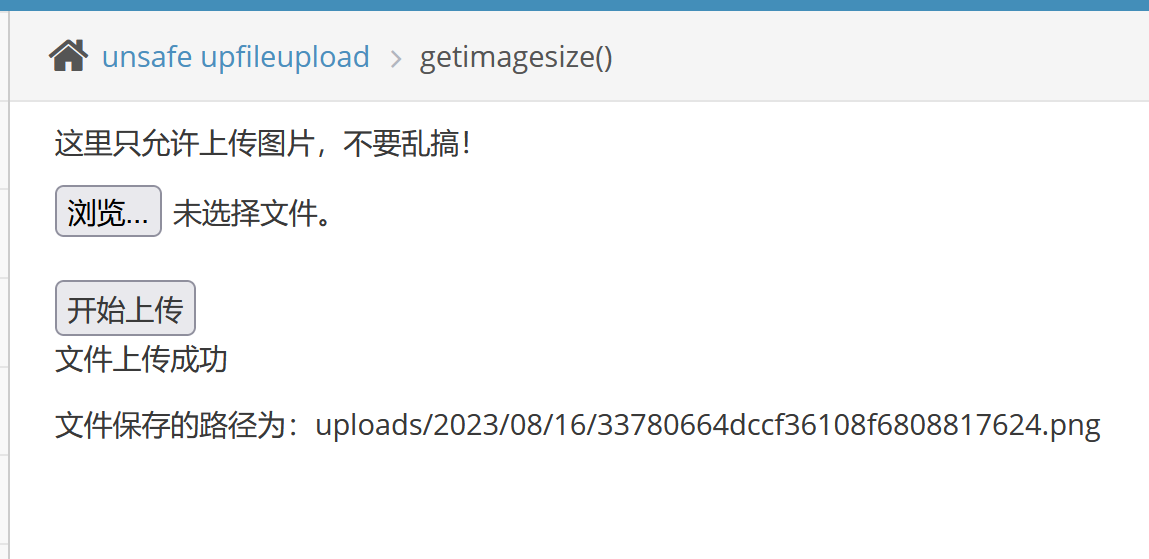 unsafe upfileupload > getimagesize()
这里只允许上传图片，不要乱搞！
浏览... 未选择文件。
开始上传
文件上传成功
文件保存的路径为：uploads/2023/08/16/33780664dccf36108f6808817624.png